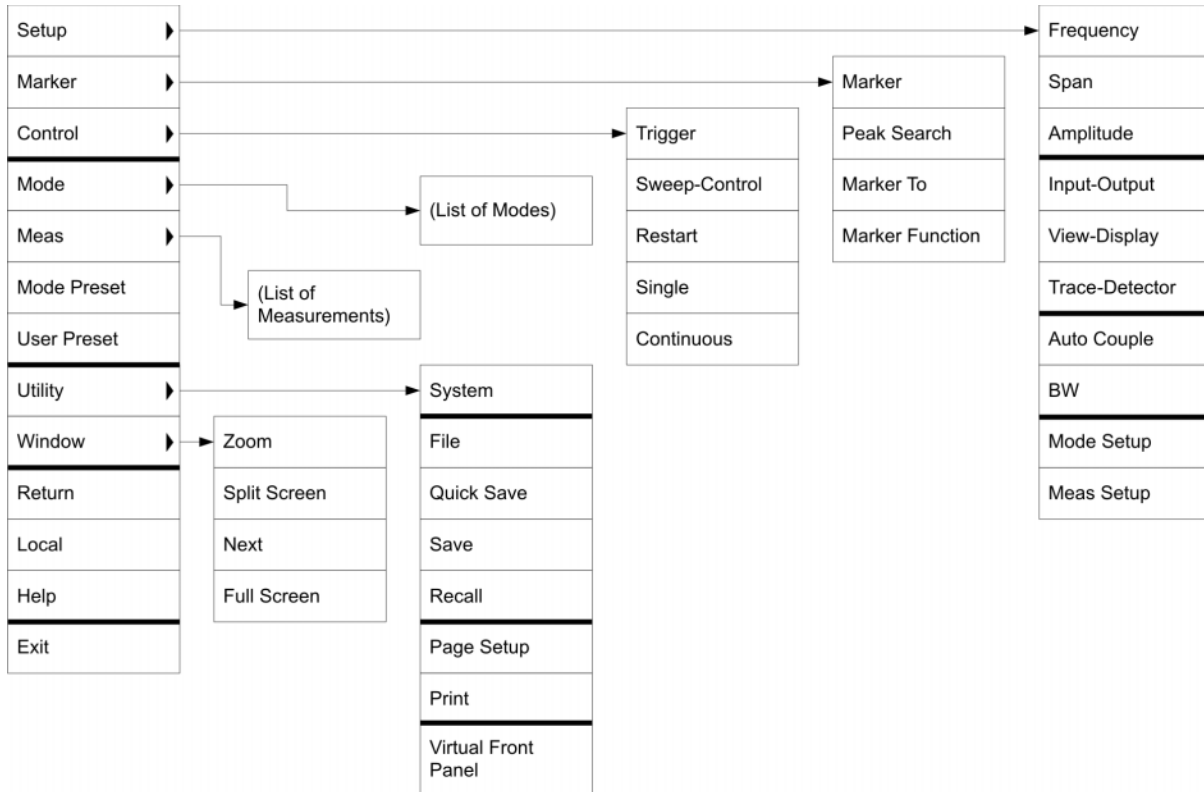 Setup
Marker
Control
Mode
Meas
Mode Preset
User Preset
Utility
Window
Return
Local
Help
Exit
Zoom
Split Screen
Next
Full Screen
(List of
Measurements)
(List of Modes)
System
File
Quick Save
Save
Recall
Page Setup
Print
Virtual Front
Panel
Trigger
Sweep-Control
Restart
Single
Continuous
Marker
Peak Search
Marker To
Marker Function
Frequency
Span
Amplitude
Input-Output
View-Display
Trace-Detector
Auto Couple
BW
Mode Setup
Meas Setup